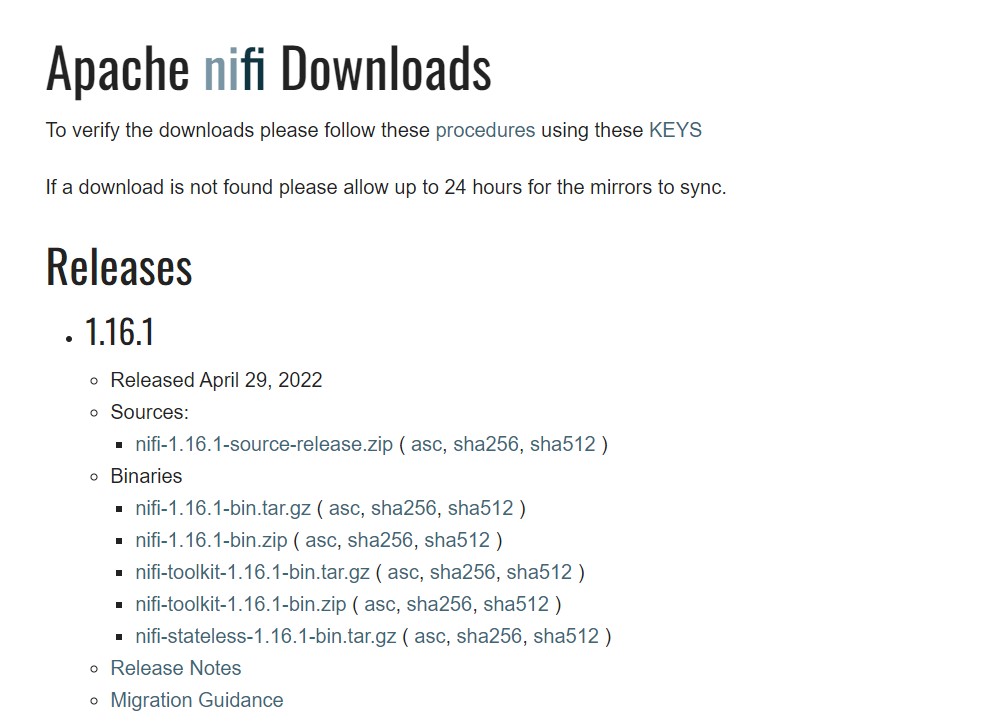 Apache nifi Downloads
To verify the downloads please follow these procedures using these KEYS
If a download is not found please allow up to 24 hours for the mirrors to sync.
Releases
1.16.1
Released April 29, 2022
Sources:
nifi-1.16.1-source-release.zip ( asc, sha256, sha512 )
Binaries
nifi-1.16.1-bin.tar.gz ( asc, sha256, sha512 )
nifi-1.16.1-bin.zip ( asc, sha256, sha512 )
nifi-toolkit-1.16.1-bin.tar.gz ( asc, sha256, sha512 )
nifi-toolkit-1.16.1-bin.zip ( asc, sha256, sha512 )
nifi-stateless-1.16.1-bin.tar.gz ( asc, sha256, sha512 )
Release Notes
Migration Guidance